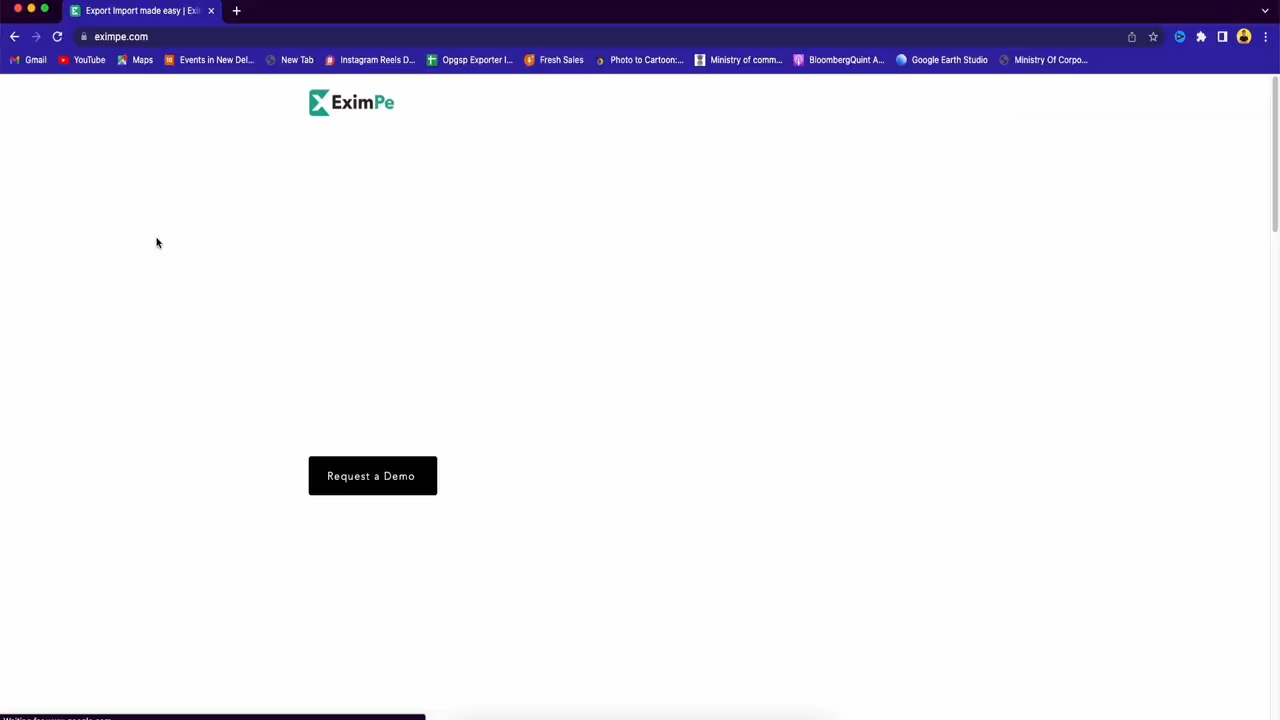 Export Import made easy | Exi
eximpe.com
Gmail YouTube Maps Events in New Del... New Tab Instagram Reels D... Opgsp Exporter I... Fresh Sales Photo to Cartoon:... Ministry of comm... BloombergQuint A... Google Earth Studio Ministry Of Corpo...
EximPe
Request a Demo